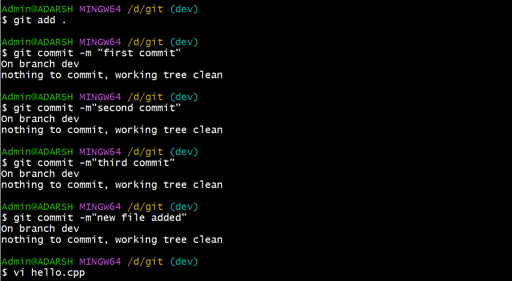 Admin@ADARSH MINGW64 /d/git (dev)
$ git add .
Admin@ADARSH MINGW64 /d/git (dev)
$ git commit -m "first commit"
On branch dev
nothing to commit, working tree clean
Admin@ADARSH MINGW64 /d/git (dev)
$ git commit -m"second commit"
On branch dev
nothing to commit, working tree clean
Admin@ADARSH MINGW64 /d/git (dev)
$ git commit -m"third commit"
On branch dev
nothing to commit, working tree clean
Admin@ADARSH MINGW64 /d/git (dev)
$ git commit -m"new file added"
On branch dev
nothing to commit, working tree clean
Admin@ADARSH MINGW64 /d/git (dev)
$ vi hello.cpp